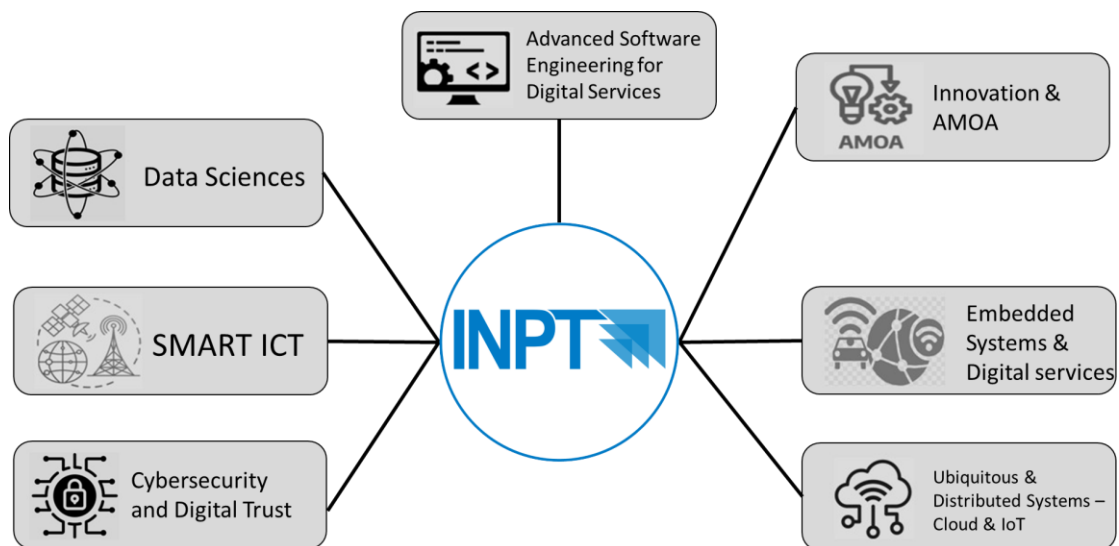 Advanced Software
Engineering for
Digital Services
Innovation &
AMOA
AMOA
Data Sciences
INPT
SMART ICT
Embedded
Systems &
Digital services
Cybersecurity
and Digital Trust
Ubiquitous &
Distributed Systems –
Cloud & IoT